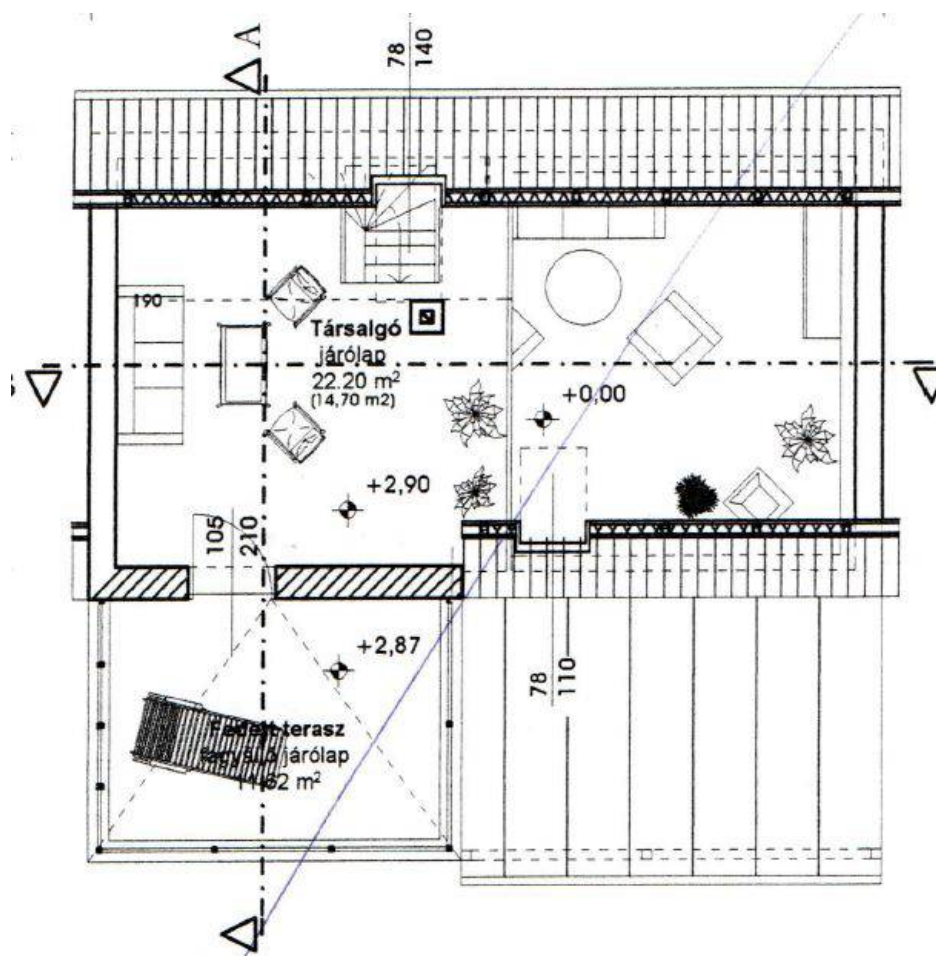 A
78
140
190
Társalgó
járólap
22.20 m²
(14,70 m2)
+0,00
+2,90
105
210
+2,87
78
110
Fedett terasz
járólap
m²